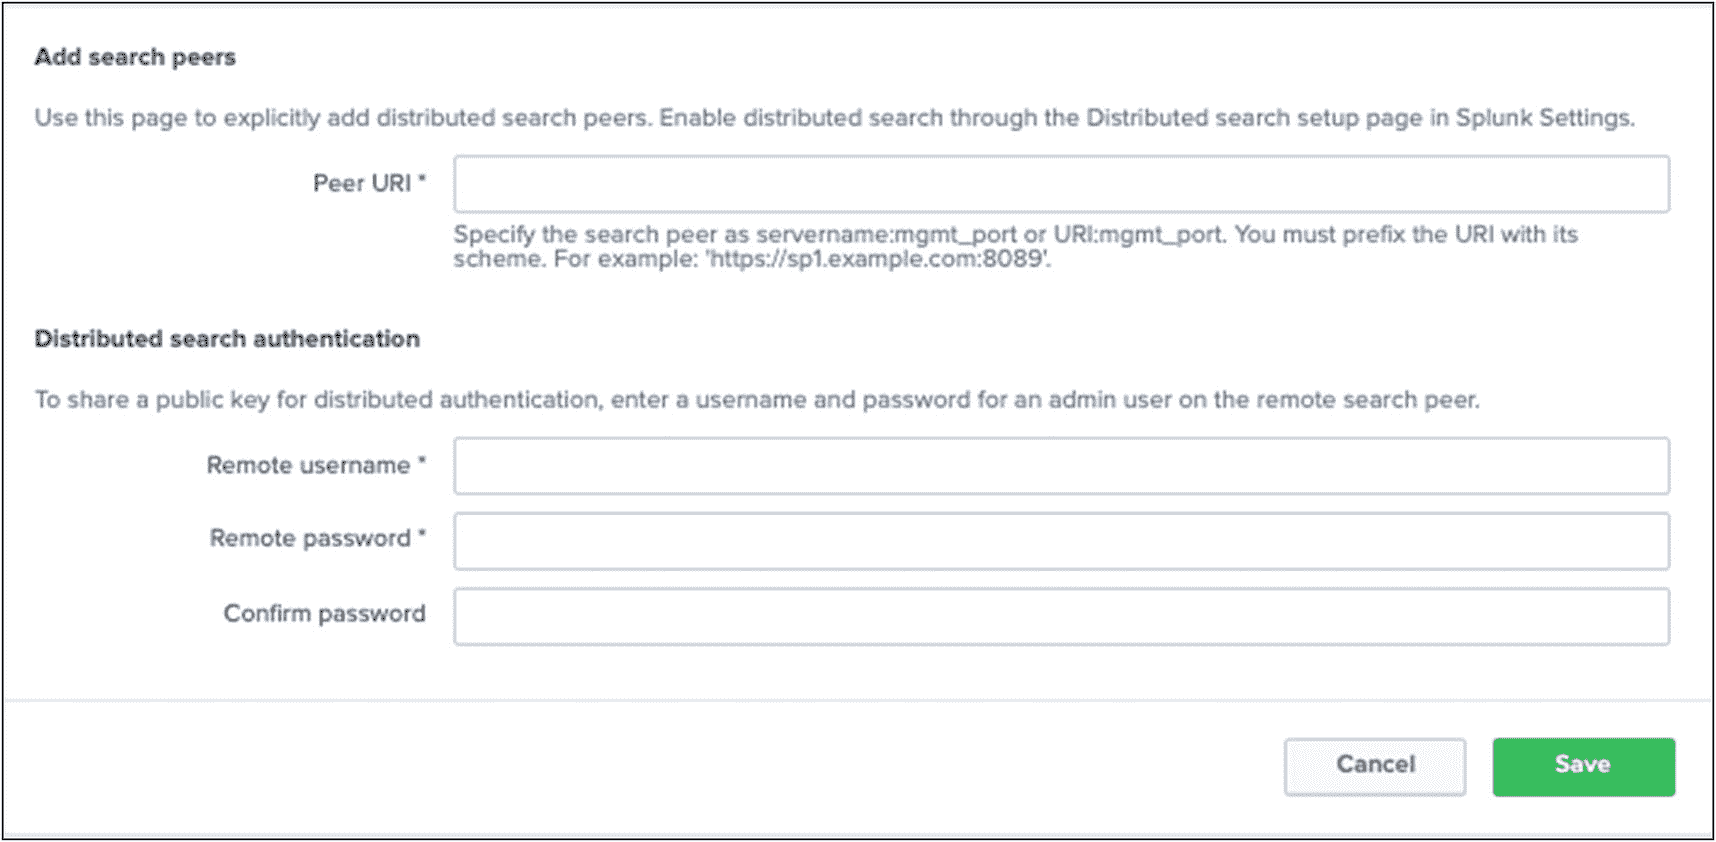 Add search peers
Use this page to explicitly add distributed search peers. Enable distributed search through the Distributed search setup page in Splunk Settings.
Peer URI *
Specify the search peer as servername:mgmt_port or URI:mgmt_port. You must prefix the URI with its
scheme. For example: 'https://sp1.example.com:8089'.
Distributed search authentication
To share a public key for distributed authentication, enter a username and password for an admin user on the remote search peer.
Remote username *
Remote password *
Confirm password
Cancel
Save